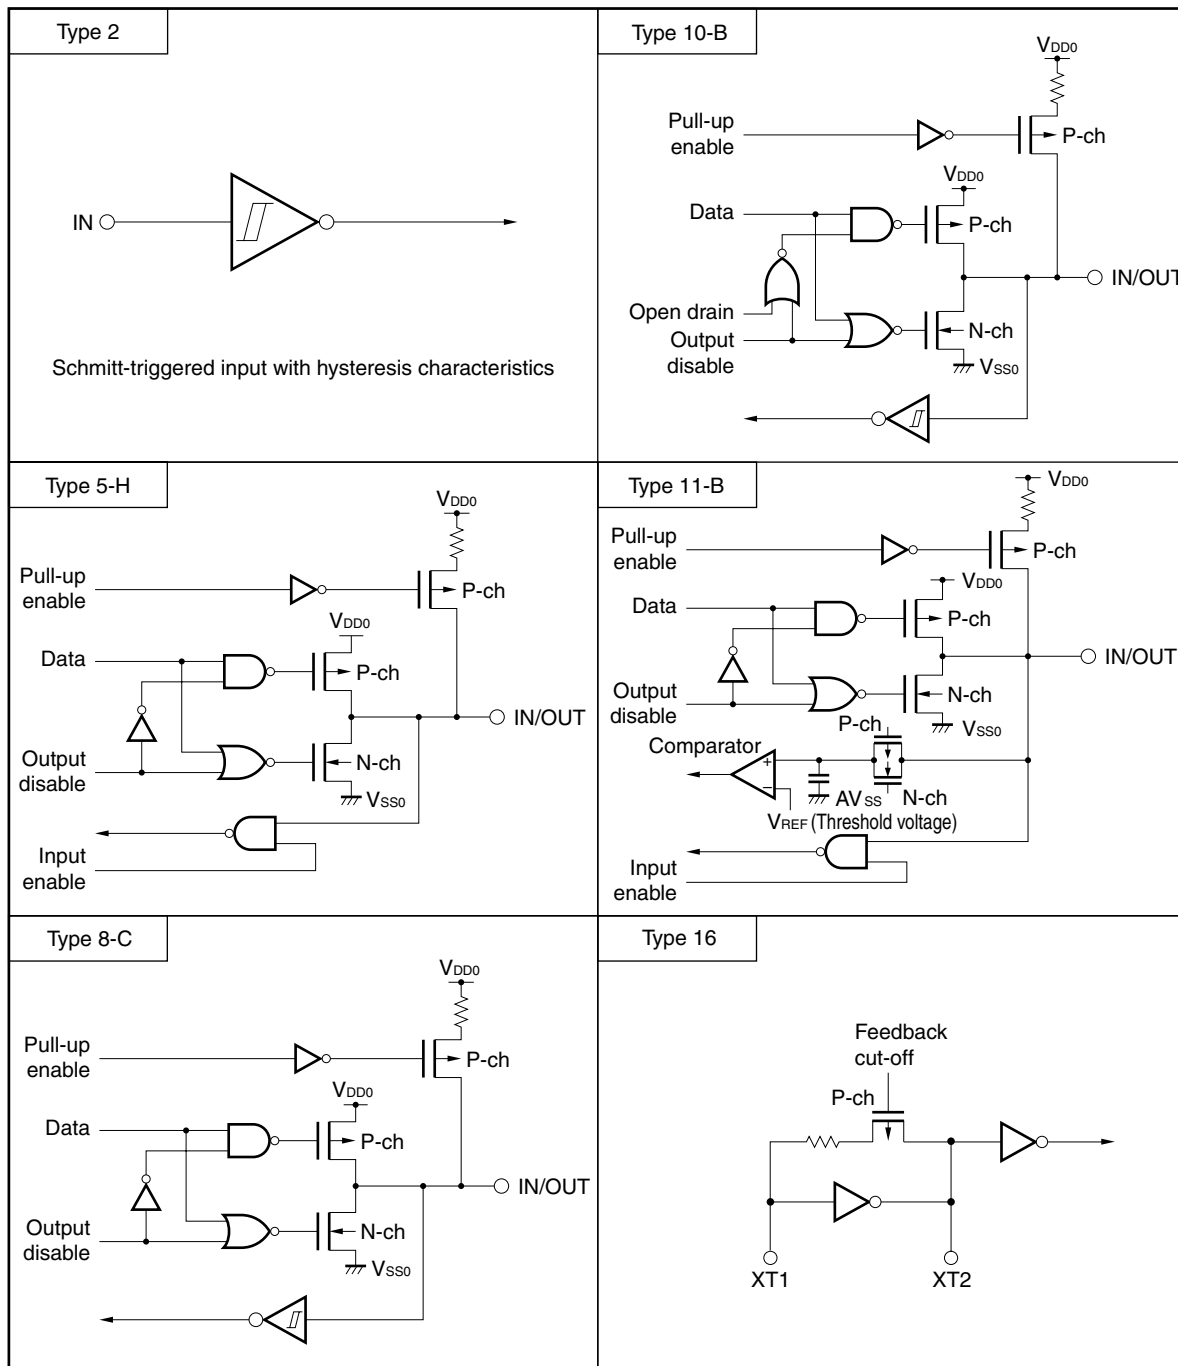 Type 2
IN
Schmitt-triggered input with hysteresis characteristics
Type 10-B
VDD0
Pull-up
enable
P-ch
VDD0
Data
P-ch
IN/OUT
Open drain
Output
disable
N-ch
VSS0
Type 5-H
VDD0
Pull-up
enable
P-ch
VDD0
Data
P-ch
IN/OUT
Output
disable
N-ch
VSS0
Input
enable
Type 11-B
VDD0
Pull-up
enable
P-ch
VDD0
Data
P-ch
IN/OUT
Output
disable
N-ch
VSS0
P-ch
Comparator
+
−
AVSS
N-ch
VREF (Threshold voltage)
Input
enable
Type 8-C
VDD0
Pull-up
enable
P-ch
VDD0
Data
P-ch
IN/OUT
Output
disable
N-ch
VSS0
Type 16
Feedback
cut-off
P-ch
XT1
XT2